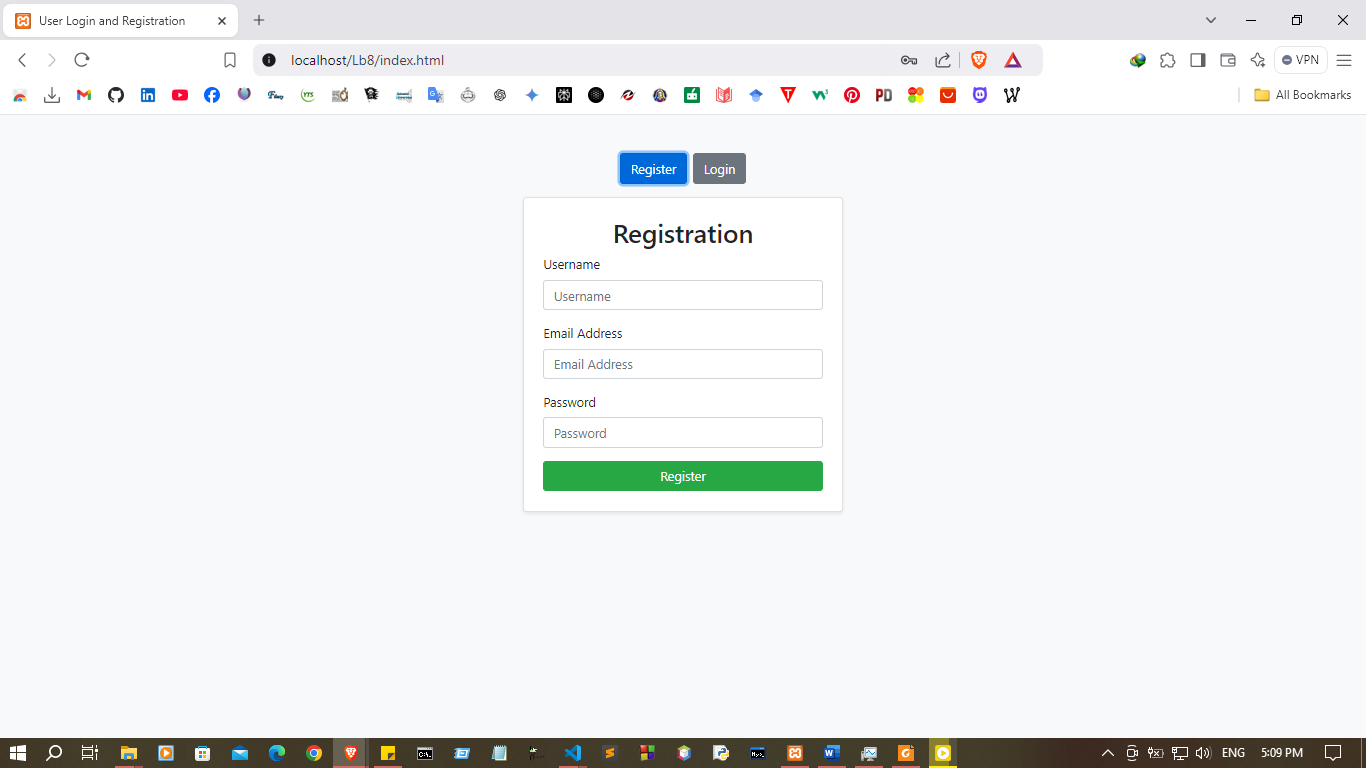 User Login and Registration
localhost/Lb8/index.html
VPN
All Bookmarks
Register
Login
Registration
Username
Username
Email Address
Email Address
Password
Password
Register
ENG
5:09 PM